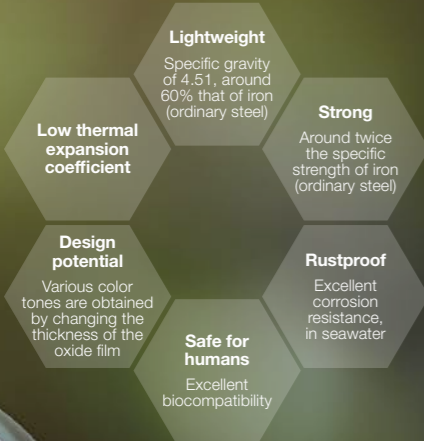 Lightweight
Specific gravity
of 4.51, around
60% that of iron
(ordinary steel)
Strong
Around twice
the specific
strength of iron
(ordinary steel)
Low thermal
expansion
coefficient
Design
potential
Various color
tones are obtained
by changing the
thickness of the
oxide film
Rustproof
Excellent
corrosion
resistance,
in seawater
Safe for
humans
Excellent
biocompatibility